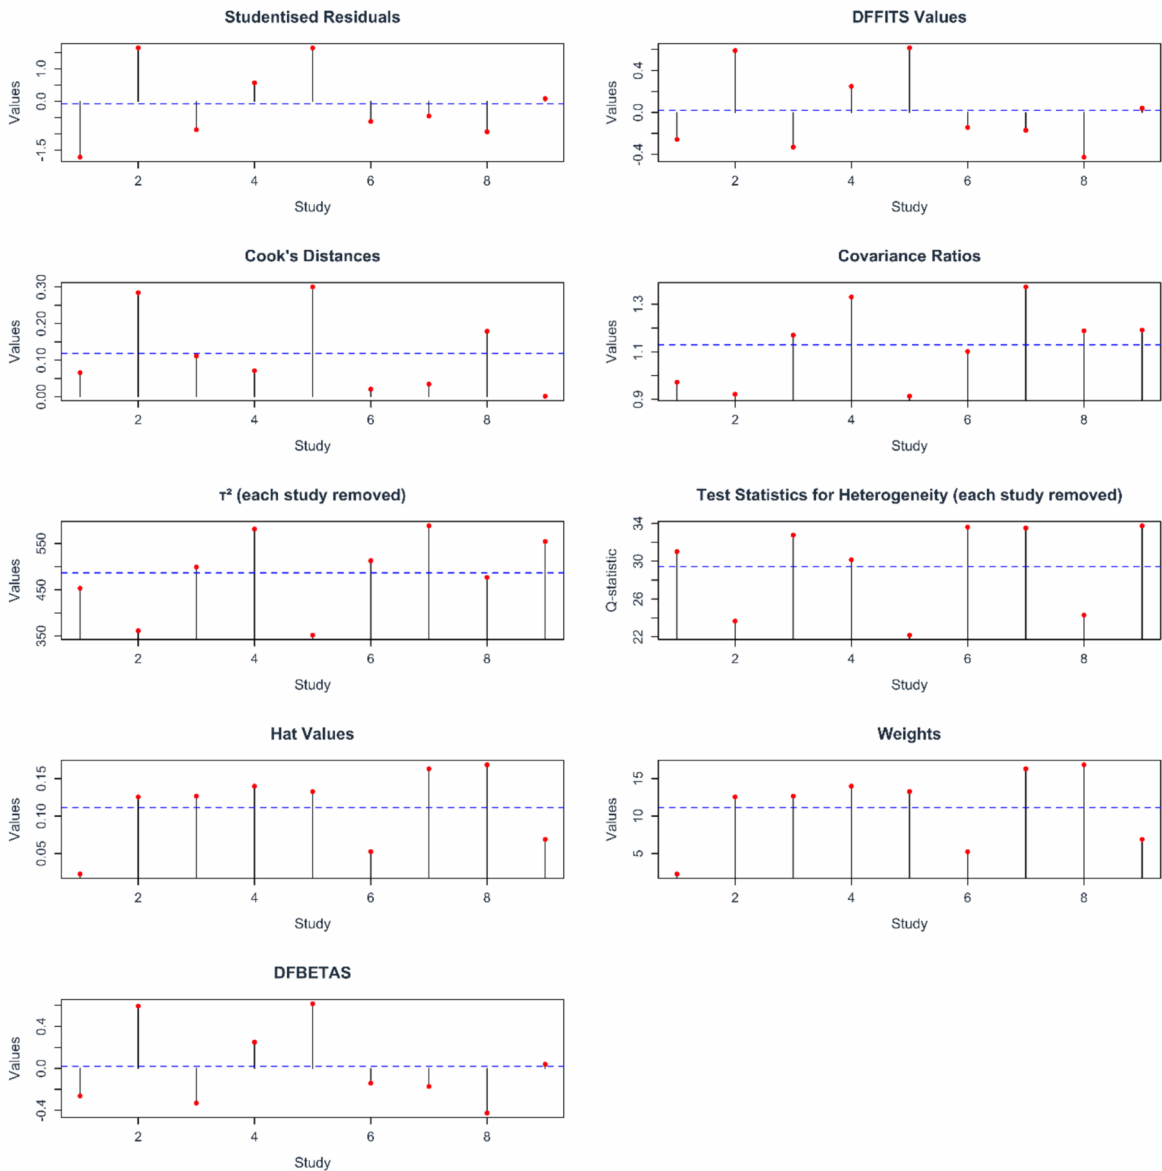 Studentised Residuals
Values
1.0
0.0
-1.5
2
4
6
8
Study
DFFITS Values
Values
0.4
0.0
-0.4
2
4
6
8
Study
Cook's Distances
Values
0.30
0.20
0.10
0.00
2
4
6
8
Study
Covariance Ratios
Values
1.3
1.1
0.9
2
4
6
8
Study
τ² (each study removed)
Values
550
450
350
2
4
6
8
Study
Test Statistics for Heterogeneity (each study removed)
Q-statistic
34
30
26
22
2
4
6
8
Study
Hat Values
Values
0.15
0.10
0.05
2
4
6
8
Study
Weights
Values
15
10
5
2
4
6
8
Study
DFBETAS
Values
0.4
0.0
-0.4
2
4
6
8
Study